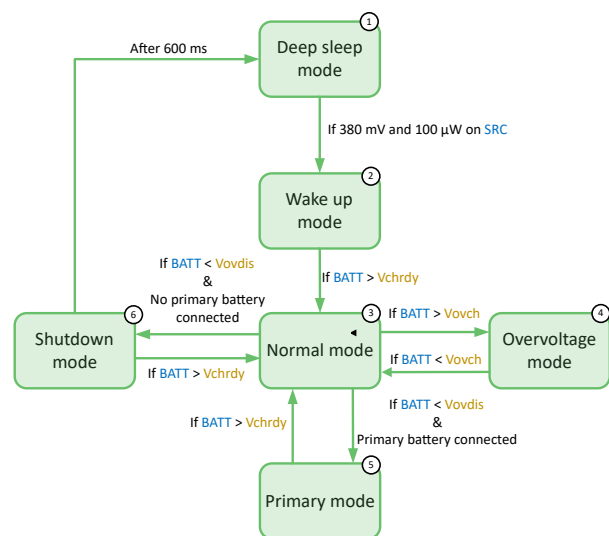 1
Deep sleep
mode
After 600 ms
If 380 mV and 100 µW on SRC
2
Wake up
mode
If BATT < Vovdis
&
No primary battery
connected
If BATT > Vchrdy
6
Shutdown
mode
3
Normal mode
If BATT > Vovch
4
Overvoltage
mode
If BATT < Vovch
If BATT > Vchrdy
If BATT > Vchrdy
If BATT < Vovdis
&
Primary battery connected
5
Primary mode